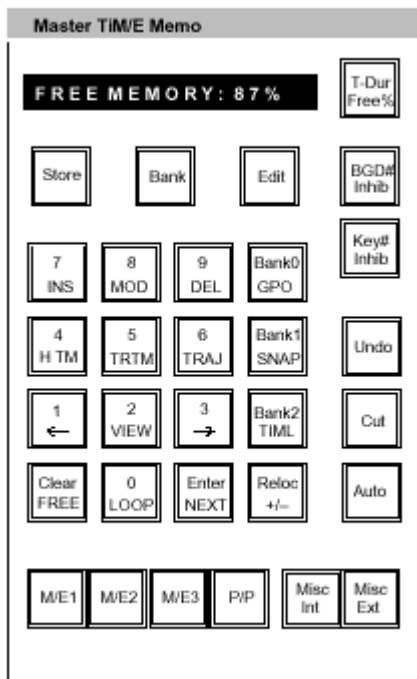 Master TiM/E Memo
FREE MEMORY: 87%
T-Dur
Free%
Store
Bank
Edit
BGD#
Inhib
Key#
Inhib
7
INS
8
MOD
9
DEL
Bank0
GPO
4
H TM
5
TRTM
6
TRAJ
Bank1
SNAP
Undo
1
←
2
VIEW
3
→
Bank2
TIML
Cut
Clear
FREE
0
LOOP
Enter
NEXT
Reloc
+/–
Auto
M/E1
M/E2
M/E3
P/P
Misc
Int
Misc
Ext